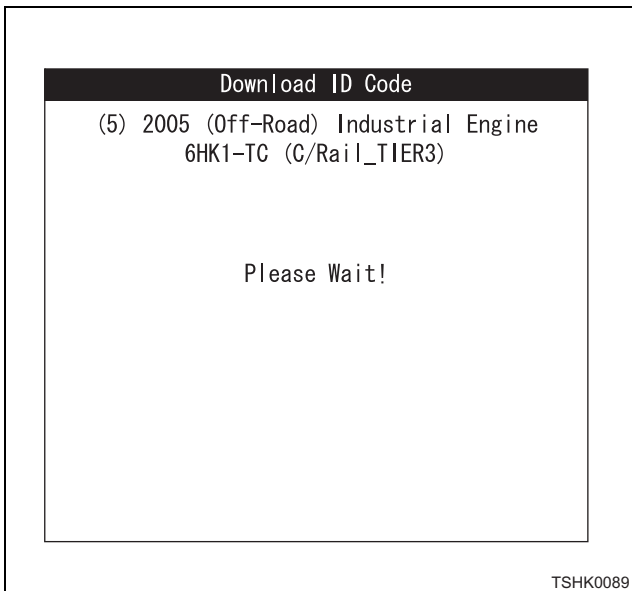 Download ID Code
(5) 2005 (Off-Road) Industrial Engine
6HK1-TC (C/Rail_TIER3)
Please Wait!
TSHK0089